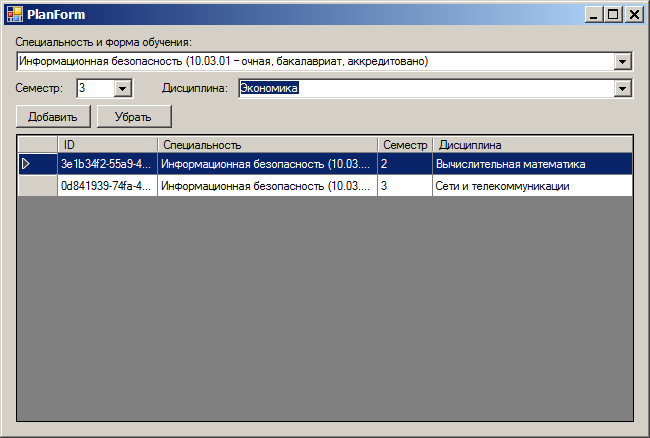 PlanForm
Специальность и форма обучения:
Информационная безопасность (10.03.01 – очная, бакалавриат, аккредитовано)
Семестр: 3 Дисциплина: Экономика
Добавить Убрать
ID Специальность Семестр Дисциплина
3e1b34f2-55a9-4... Информационная безопасность (10.03.... 2 Вычислительная математика
0d841939-74fa-4... Информационная безопасность (10.03.... 3 Сети и телекоммуникации